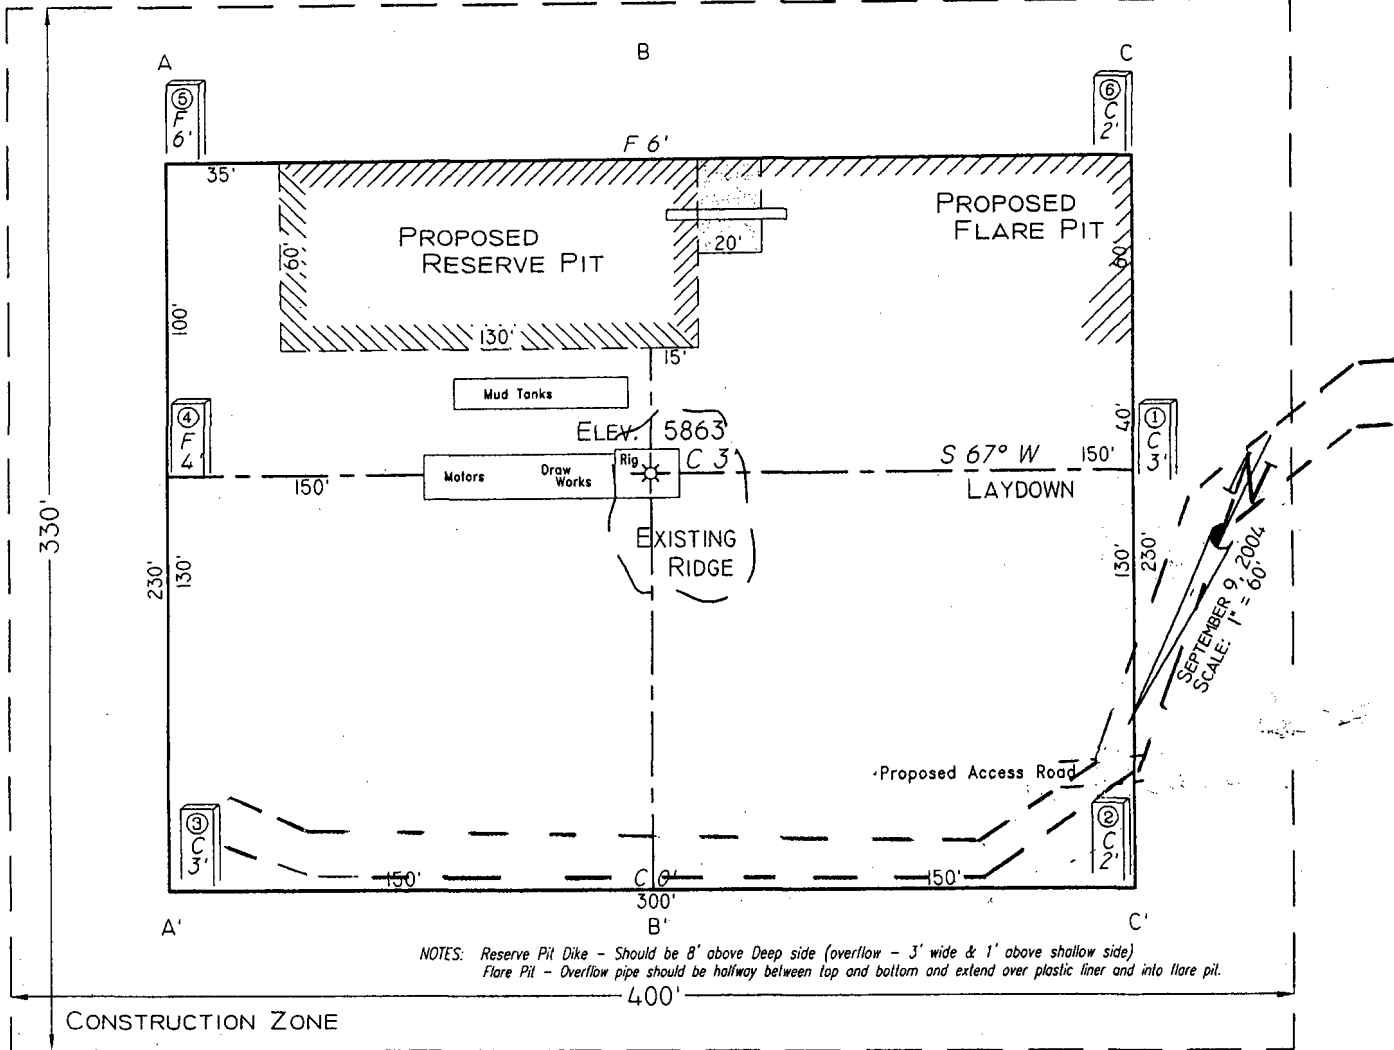 A
B
C
⑤
F
6'
⑥
C
2'
F 6'
35'
PROPOSED
RESERVE PIT
60'
20'
PROPOSED
FLARE PIT
60'
100'
130'
15'
Mud Tanks
④
F
4'
ELEV. 5863'
40'
①
C
3'
Motors
Draw
Works
Rig
C 3'
S 67° W
150'
150'
LAYDOWN
330'
EXISTING
RIDGE
230'
130'
130'
230'
N
SEPTEMBER 9, 2004
SCALE: 1" = 60'
Proposed Access Road
③
C
3'
②
C
2'
150'
C 0'
150'
300'
A'
B'
C'
NOTES: Reserve Pit Dike – Should be 8' above Deep side (overflow – 3' wide & 1' above shallow side)
Flare Pit – Overflow pipe should be halfway between top and bottom and extend over plastic liner and into flare pit.
400'
CONSTRUCTION ZONE